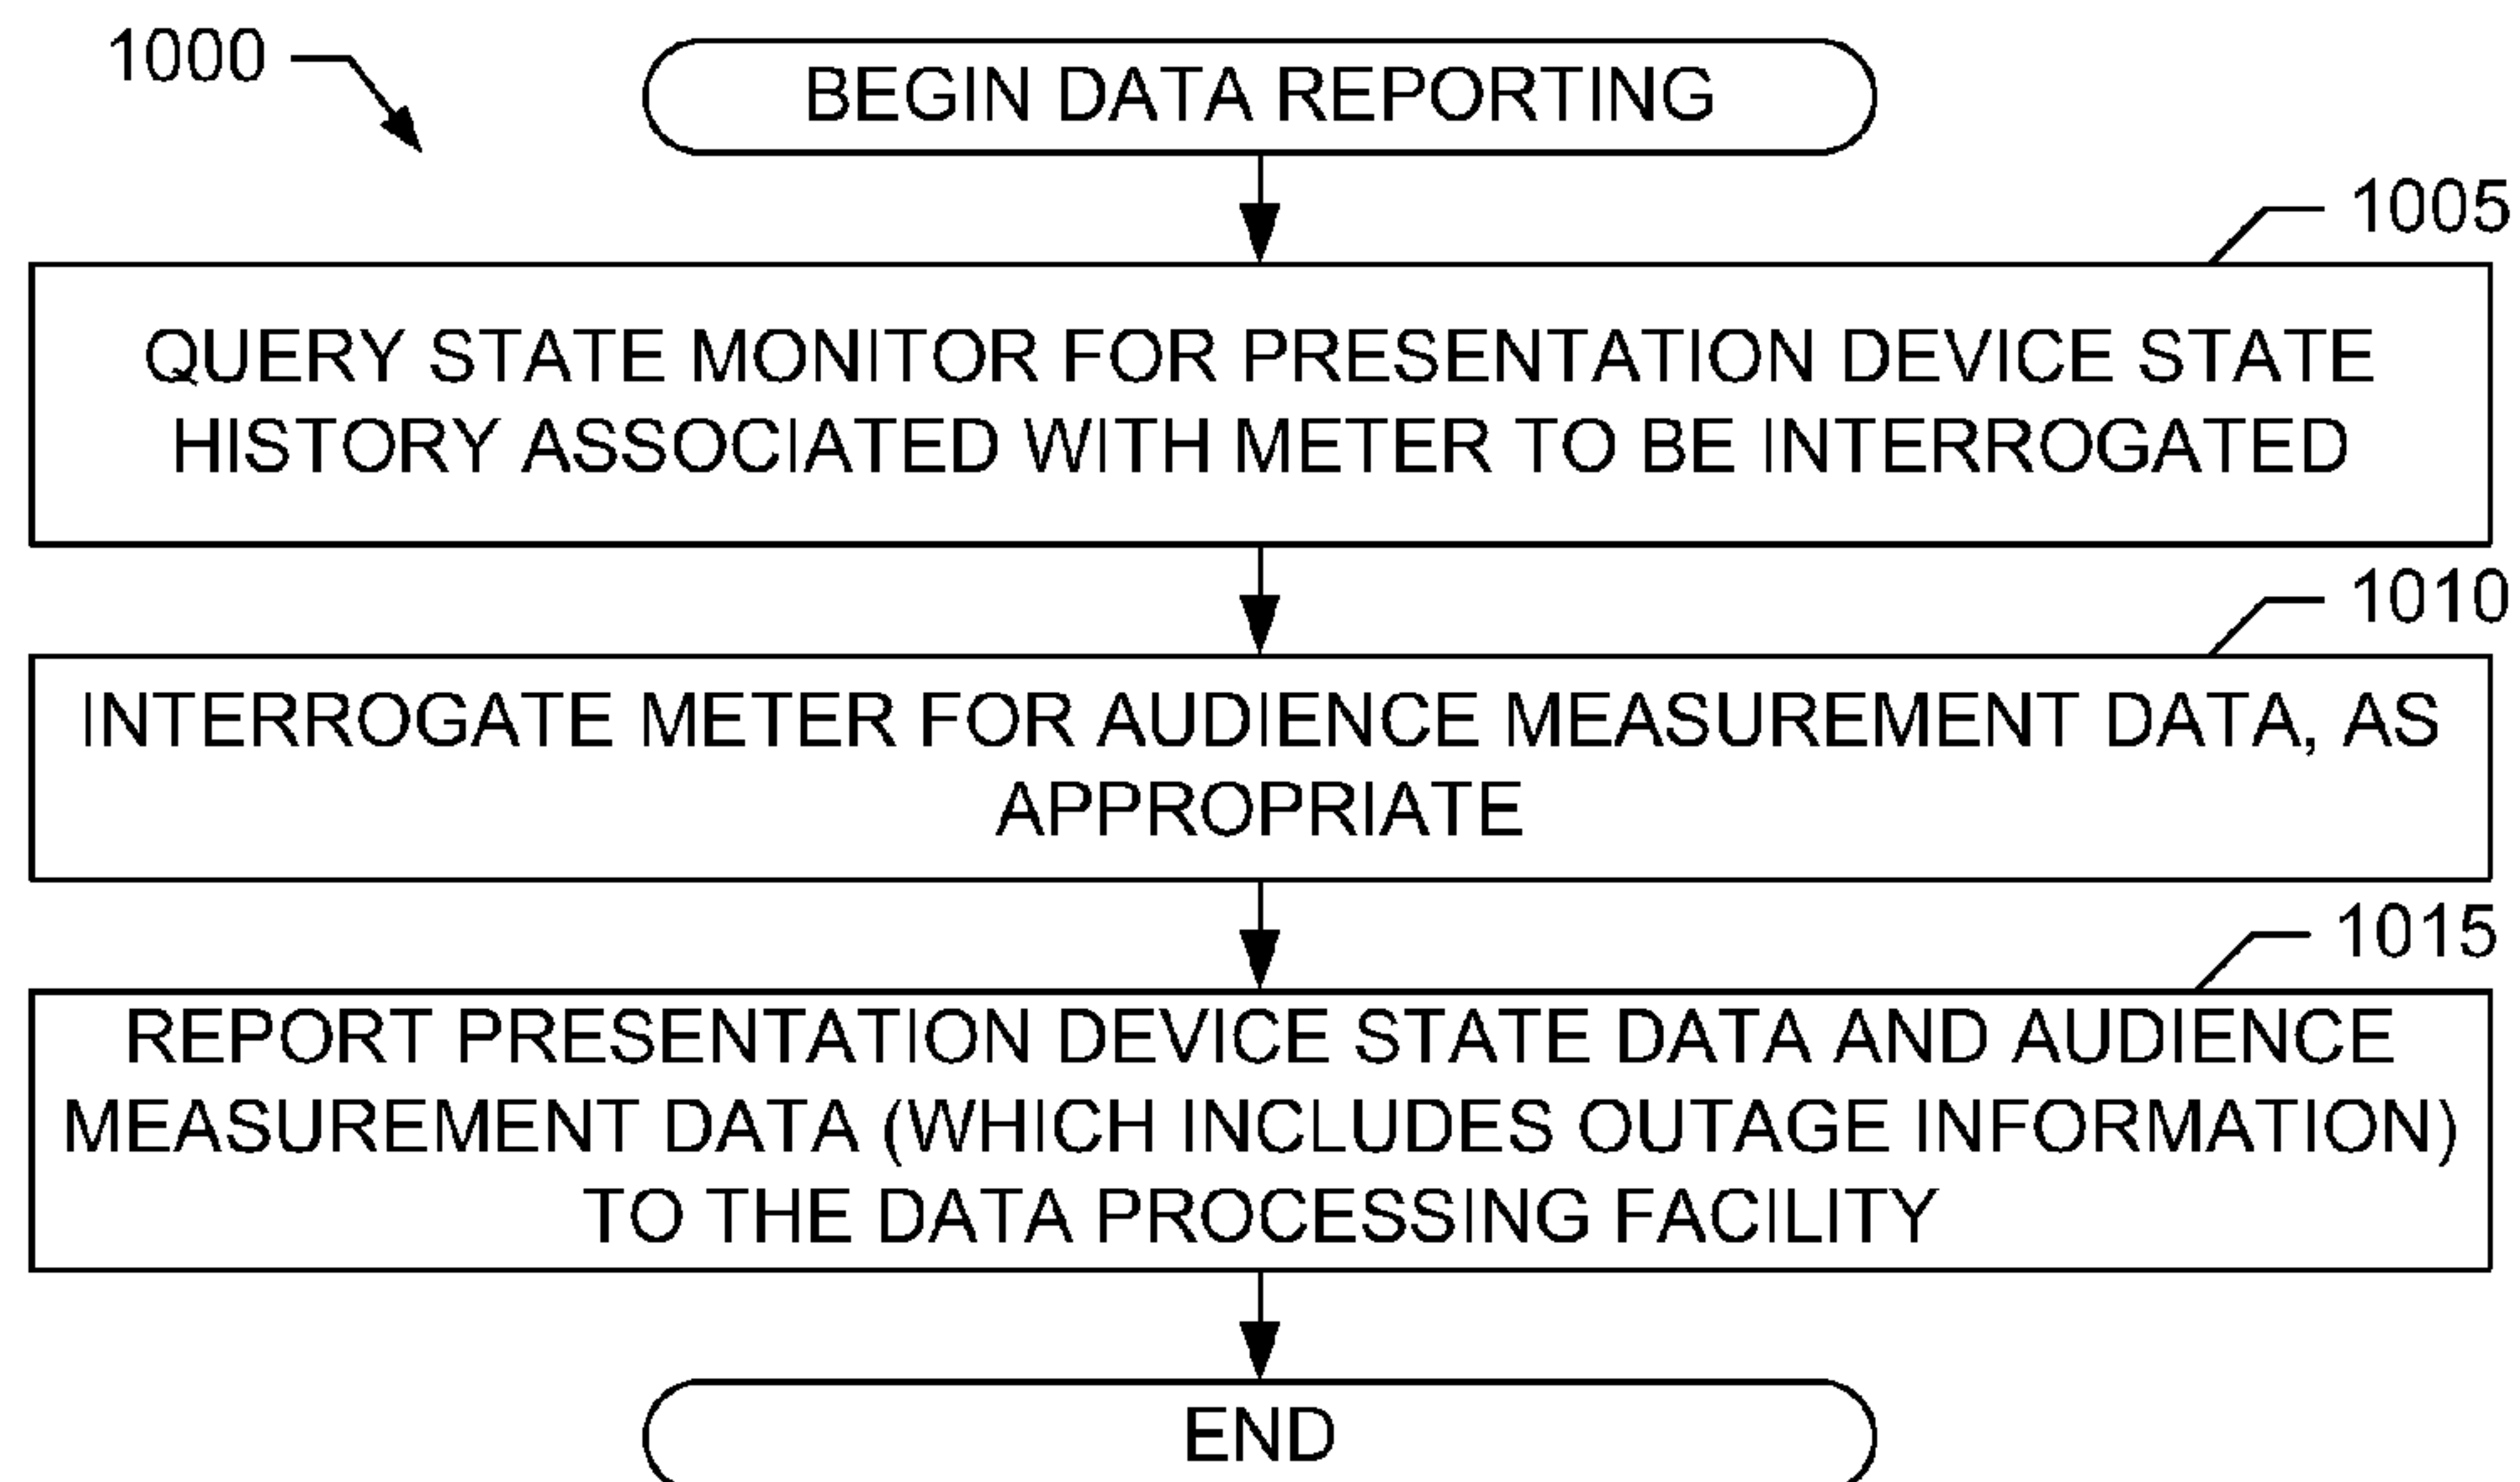 1000
BEGIN DATA REPORTING
1005
QUERY STATE MONITOR FOR PRESENTATION DEVICE STATE
HISTORY ASSOCIATED WITH METER TO BE INTERROGATED
1010
INTERROGATE METER FOR AUDIENCE MEASUREMENT DATA, AS
APPROPRIATE
1015
REPORT PRESENTATION DEVICE STATE DATA AND AUDIENCE
MEASUREMENT DATA (WHICH INCLUDES OUTAGE INFORMATION)
TO THE DATA PROCESSING FACILITY
END